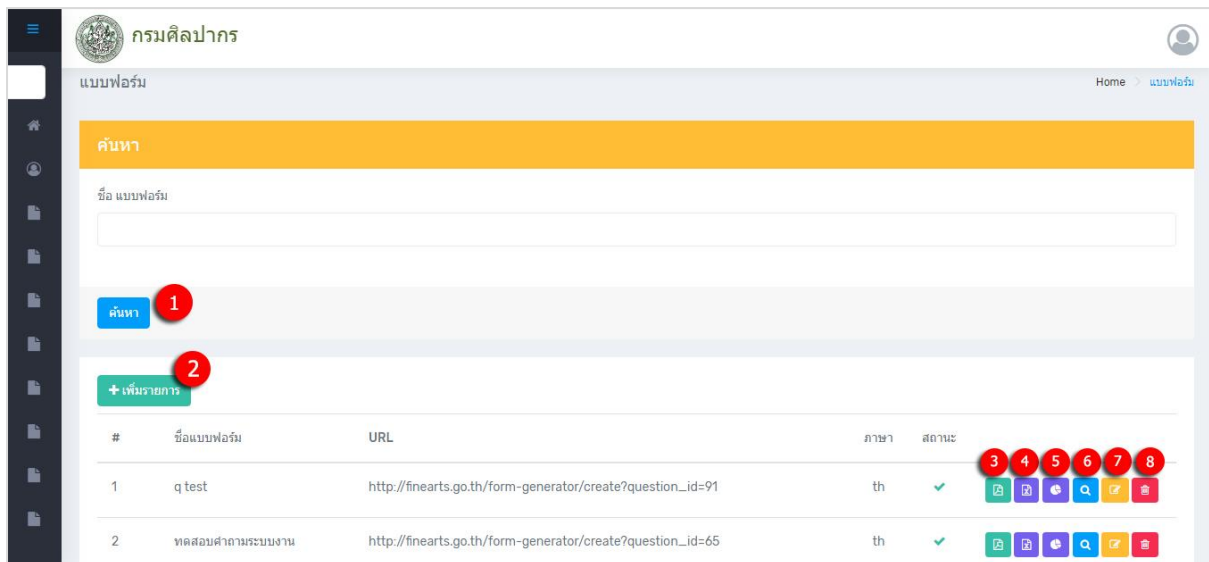 กรมศิลปากร
แบบฟอร์ม
Home > แบบฟอร์ม
ค้นหา
ชื่อ แบบฟอร์ม
ค้นหา
1
2
+ เพิ่มรายการ
# ชื่อแบบฟอร์ม URL ภาษา สถานะ
3 4 5 6 7 8
1 q test http://finearts.go.th/form-generator/create?question_id=91 th
2 ทดสอบคำถามระบบงาน http://finearts.go.th/form-generator/create?question_id=65 th